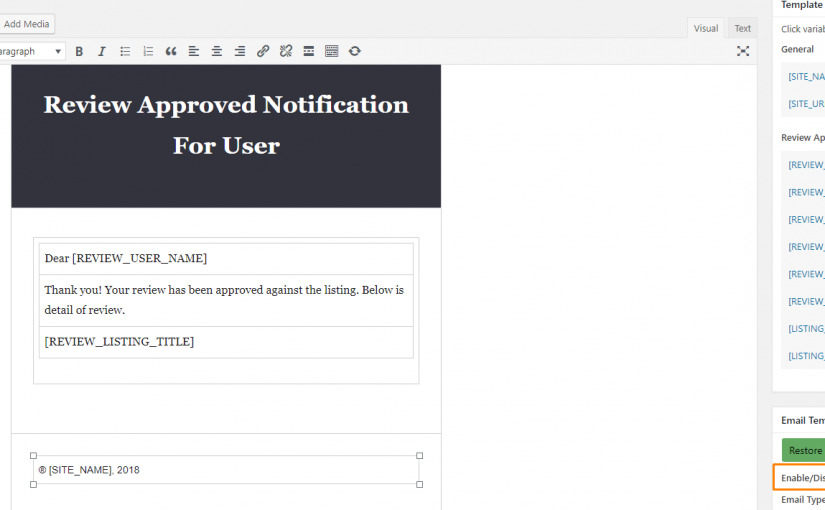 Add Media
Visual Text
aragraph
B I
Review Approved Notification
For User
Dear [REVIEW_USER_NAME]
Thank you! Your review has been approved against the listing. Below is
detail of review.
[REVIEW_LISTING_TITLE]
® [SITE_NAME], 2018
Template
Click variab
General
[SITE_NA
[SITE_UR
Review Ap
[REVIEW_
[REVIEW_
[REVIEW_
[REVIEW_
[REVIEW_
[REVIEW_
[LISTING_
[LISTING_
Email Tem
Restore
Enable/Dis
Email Type